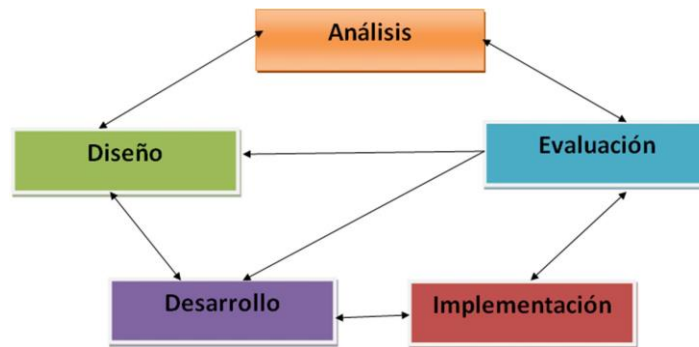 Análisis
Diseño
Evaluación
Desarrollo
Implementación